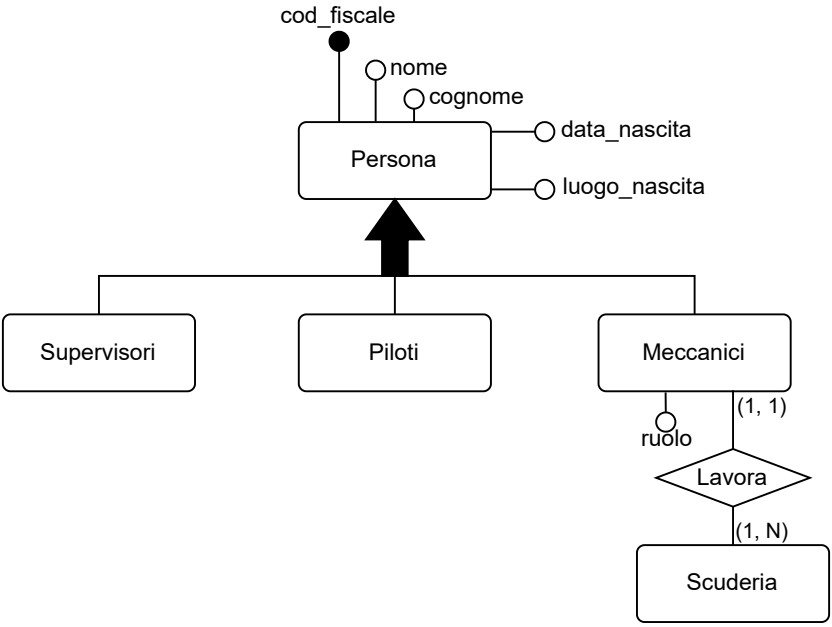 cod_fiscale
nome
cognome
data_nascita
Persona
luogo_nascita
Supervisori
Piloti
Meccanici
(1, 1)
ruolo
Lavora
(1, N)
Scuderia